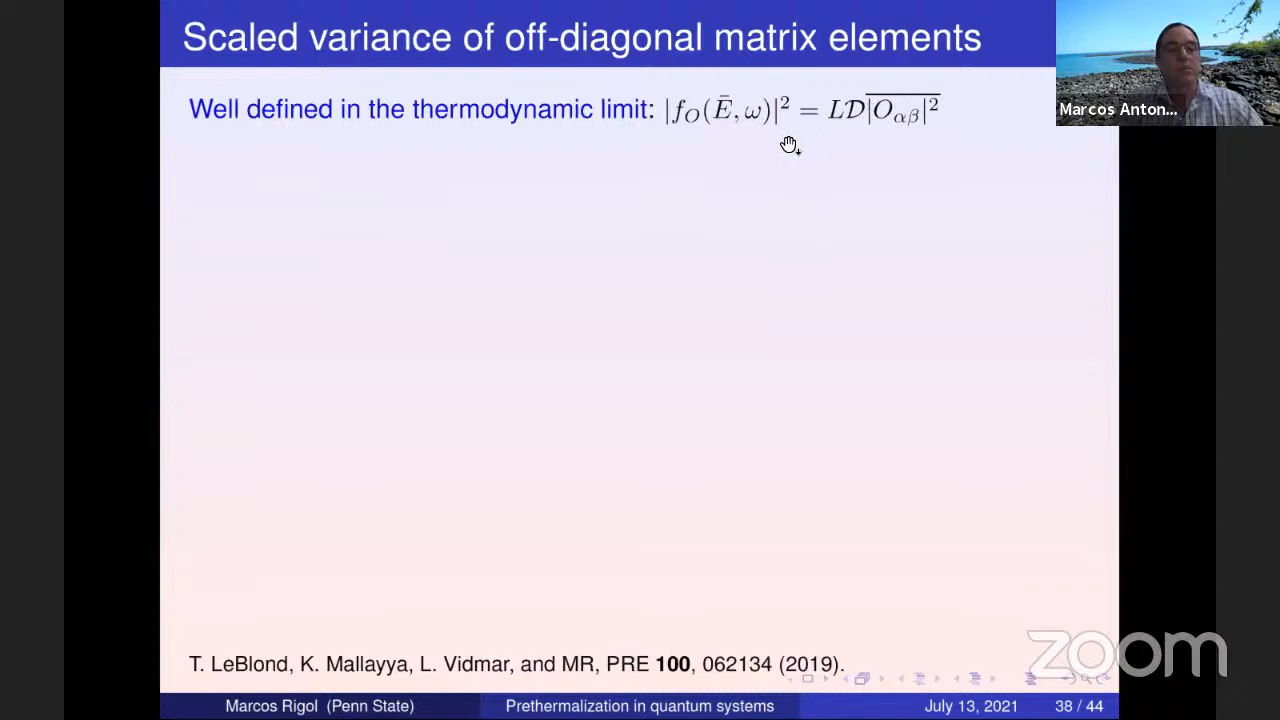 Scaled variance of off-diagonal matrix elements
Well defined in the thermodynamic limit: |f_O(Ē, ω)|² = L𝒟\overline{|O_{αβ}|²}
Marcos Anton...
T. LeBlond, K. Mallayya, L. Vidmar, and MR, PRE 100, 062134 (2019).
zoom
Marcos Rigol (Penn State) Prethermalization in quantum systems July 13, 2021 38 / 44